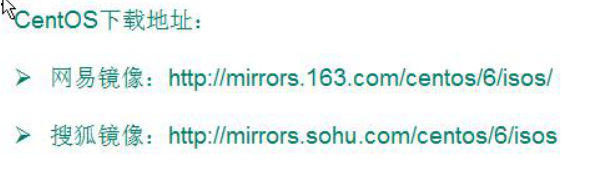 CentOS下载地址：
➢ 网易镜像：http://mirrors.163.com/centos/6/isos/
➢ 搜狐镜像：http://mirrors.sohu.com/centos/6/isos